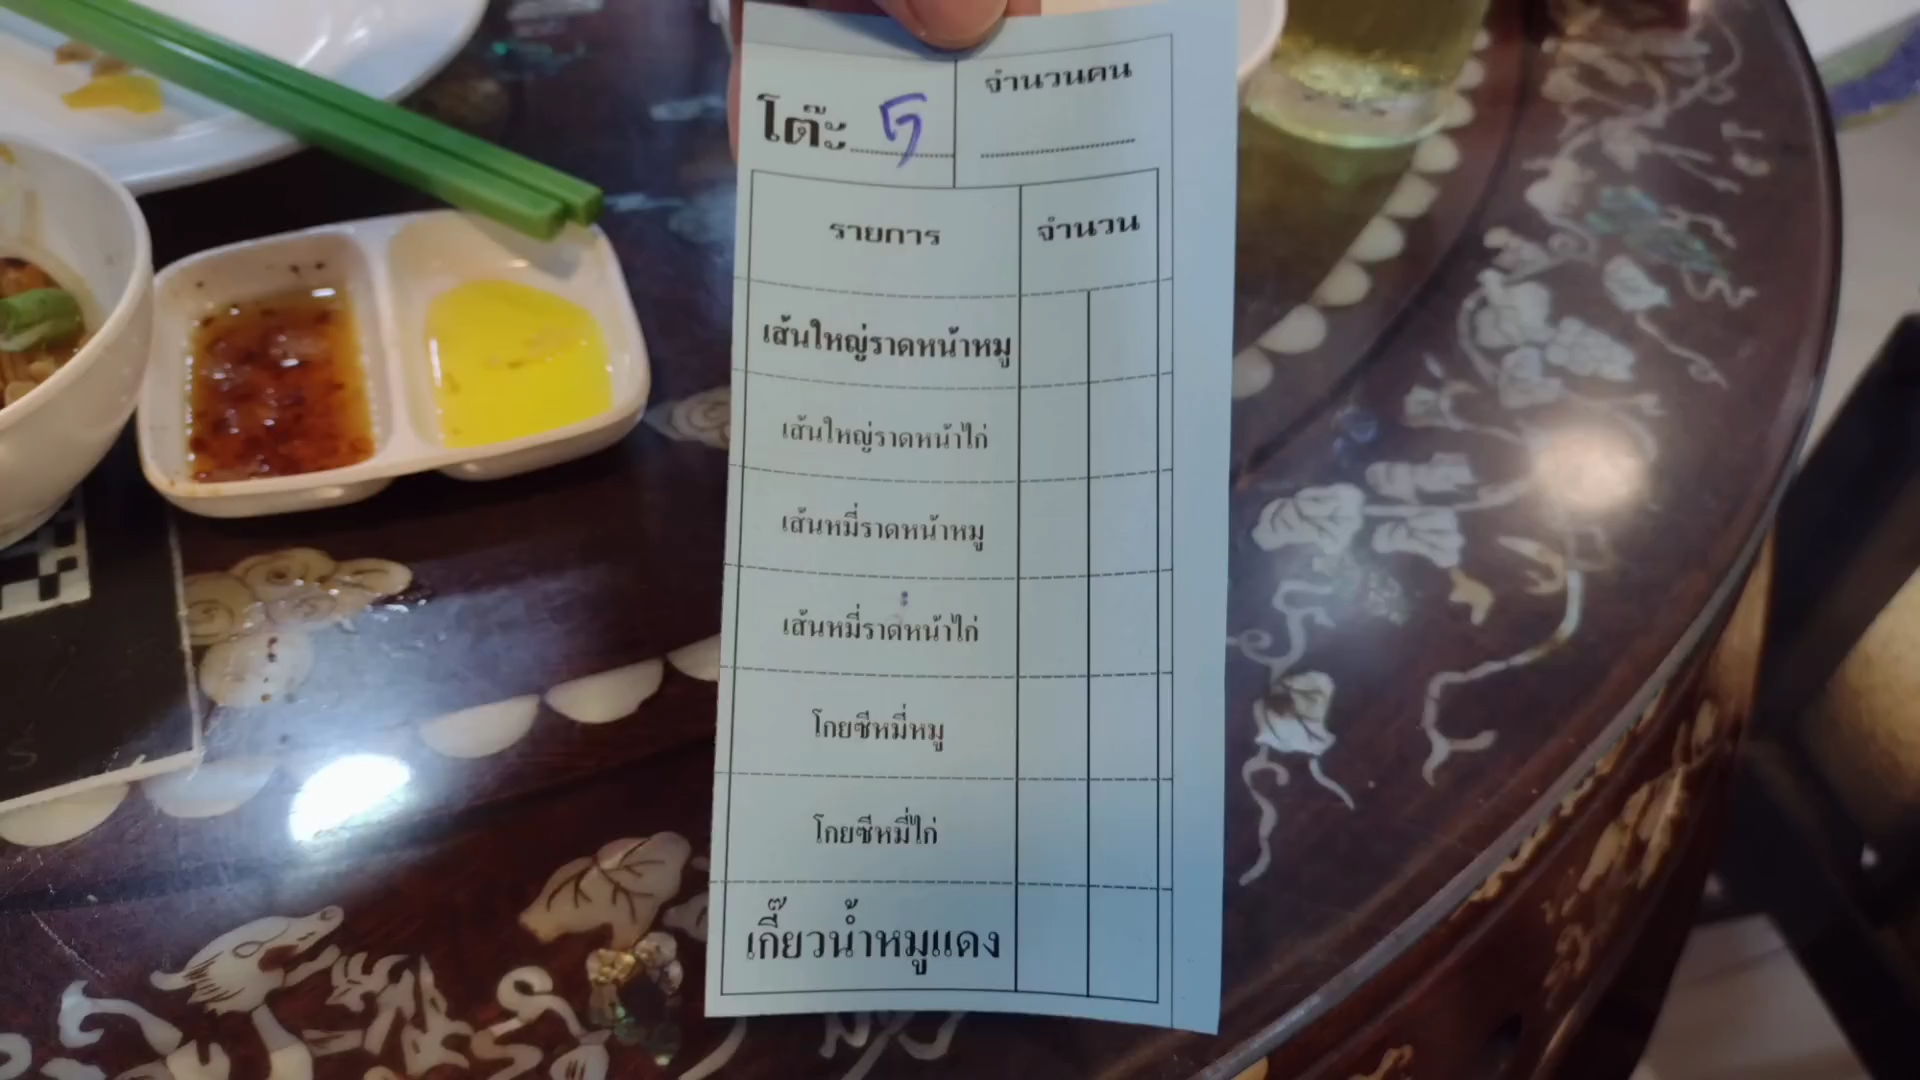 โต๊ะ 5 จำนวนคน
รายการ จำนวน
เส้นใหญ่ราดหน้าหมู
เส้นใหญ่ราดหน้าไก่
เส้นหมี่ราดหน้าหมู
เส้นหมี่ราดหน้าไก่
โกยซีหมี่หมู
โกยซีหมี่ไก่
เกี๊ยวน้ำหมูแดง